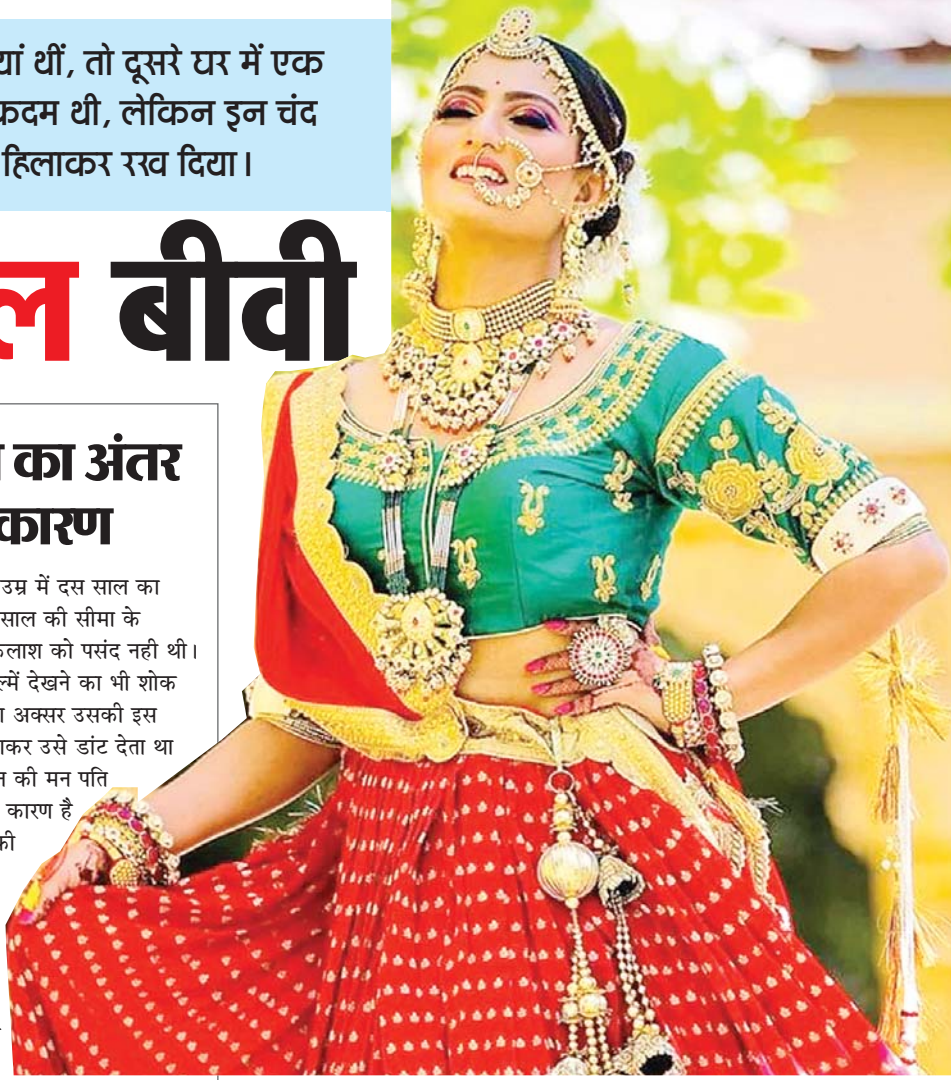 यां थीं, तो दूसरे घर में एक
कदम थी, लेकिन इन चंद
हिलाकर रख दिया।
ल बीवी
का अंतर
कारण
उम्र में दस साल का
साल की सीमा के
कैलाश को पसंद नही थी।
ल्में देखने का भी शोक
अक्सर उसकी इस
ाकर उसे डांट देता था
न की मन पति
कारण है
की